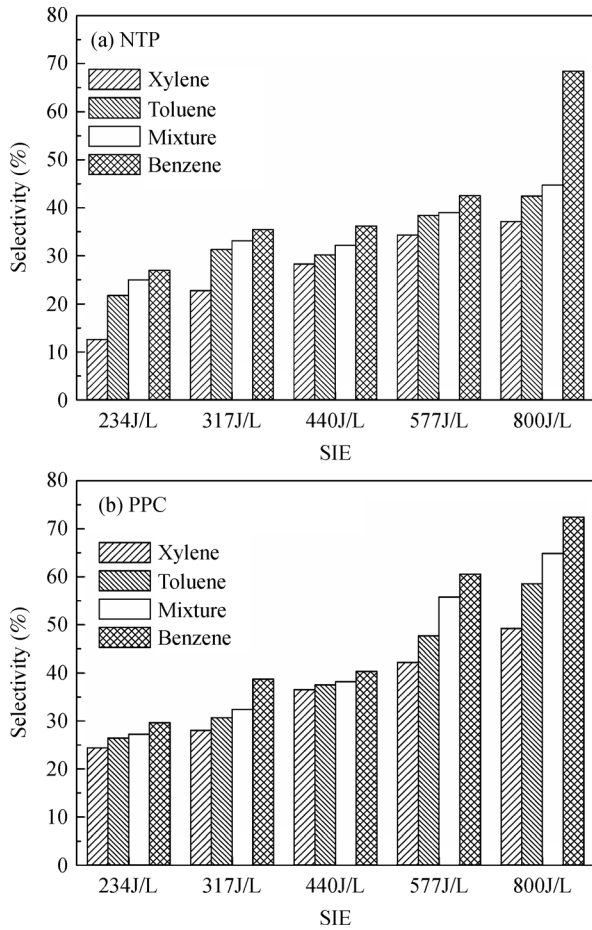 (a) NTP
Xylene
Toluene
Mixture
Benzene
Selectivity (%)
80
70
60
50
40
30
20
10
0
234J/L 317J/L 440J/L 577J/L 800J/L
SIE
(b) PPC
Xylene
Toluene
Mixture
Benzene
Selectivity (%)
80
70
60
50
40
30
20
10
0
234J/L 317J/L 440J/L 577J/L 800J/L
SIE